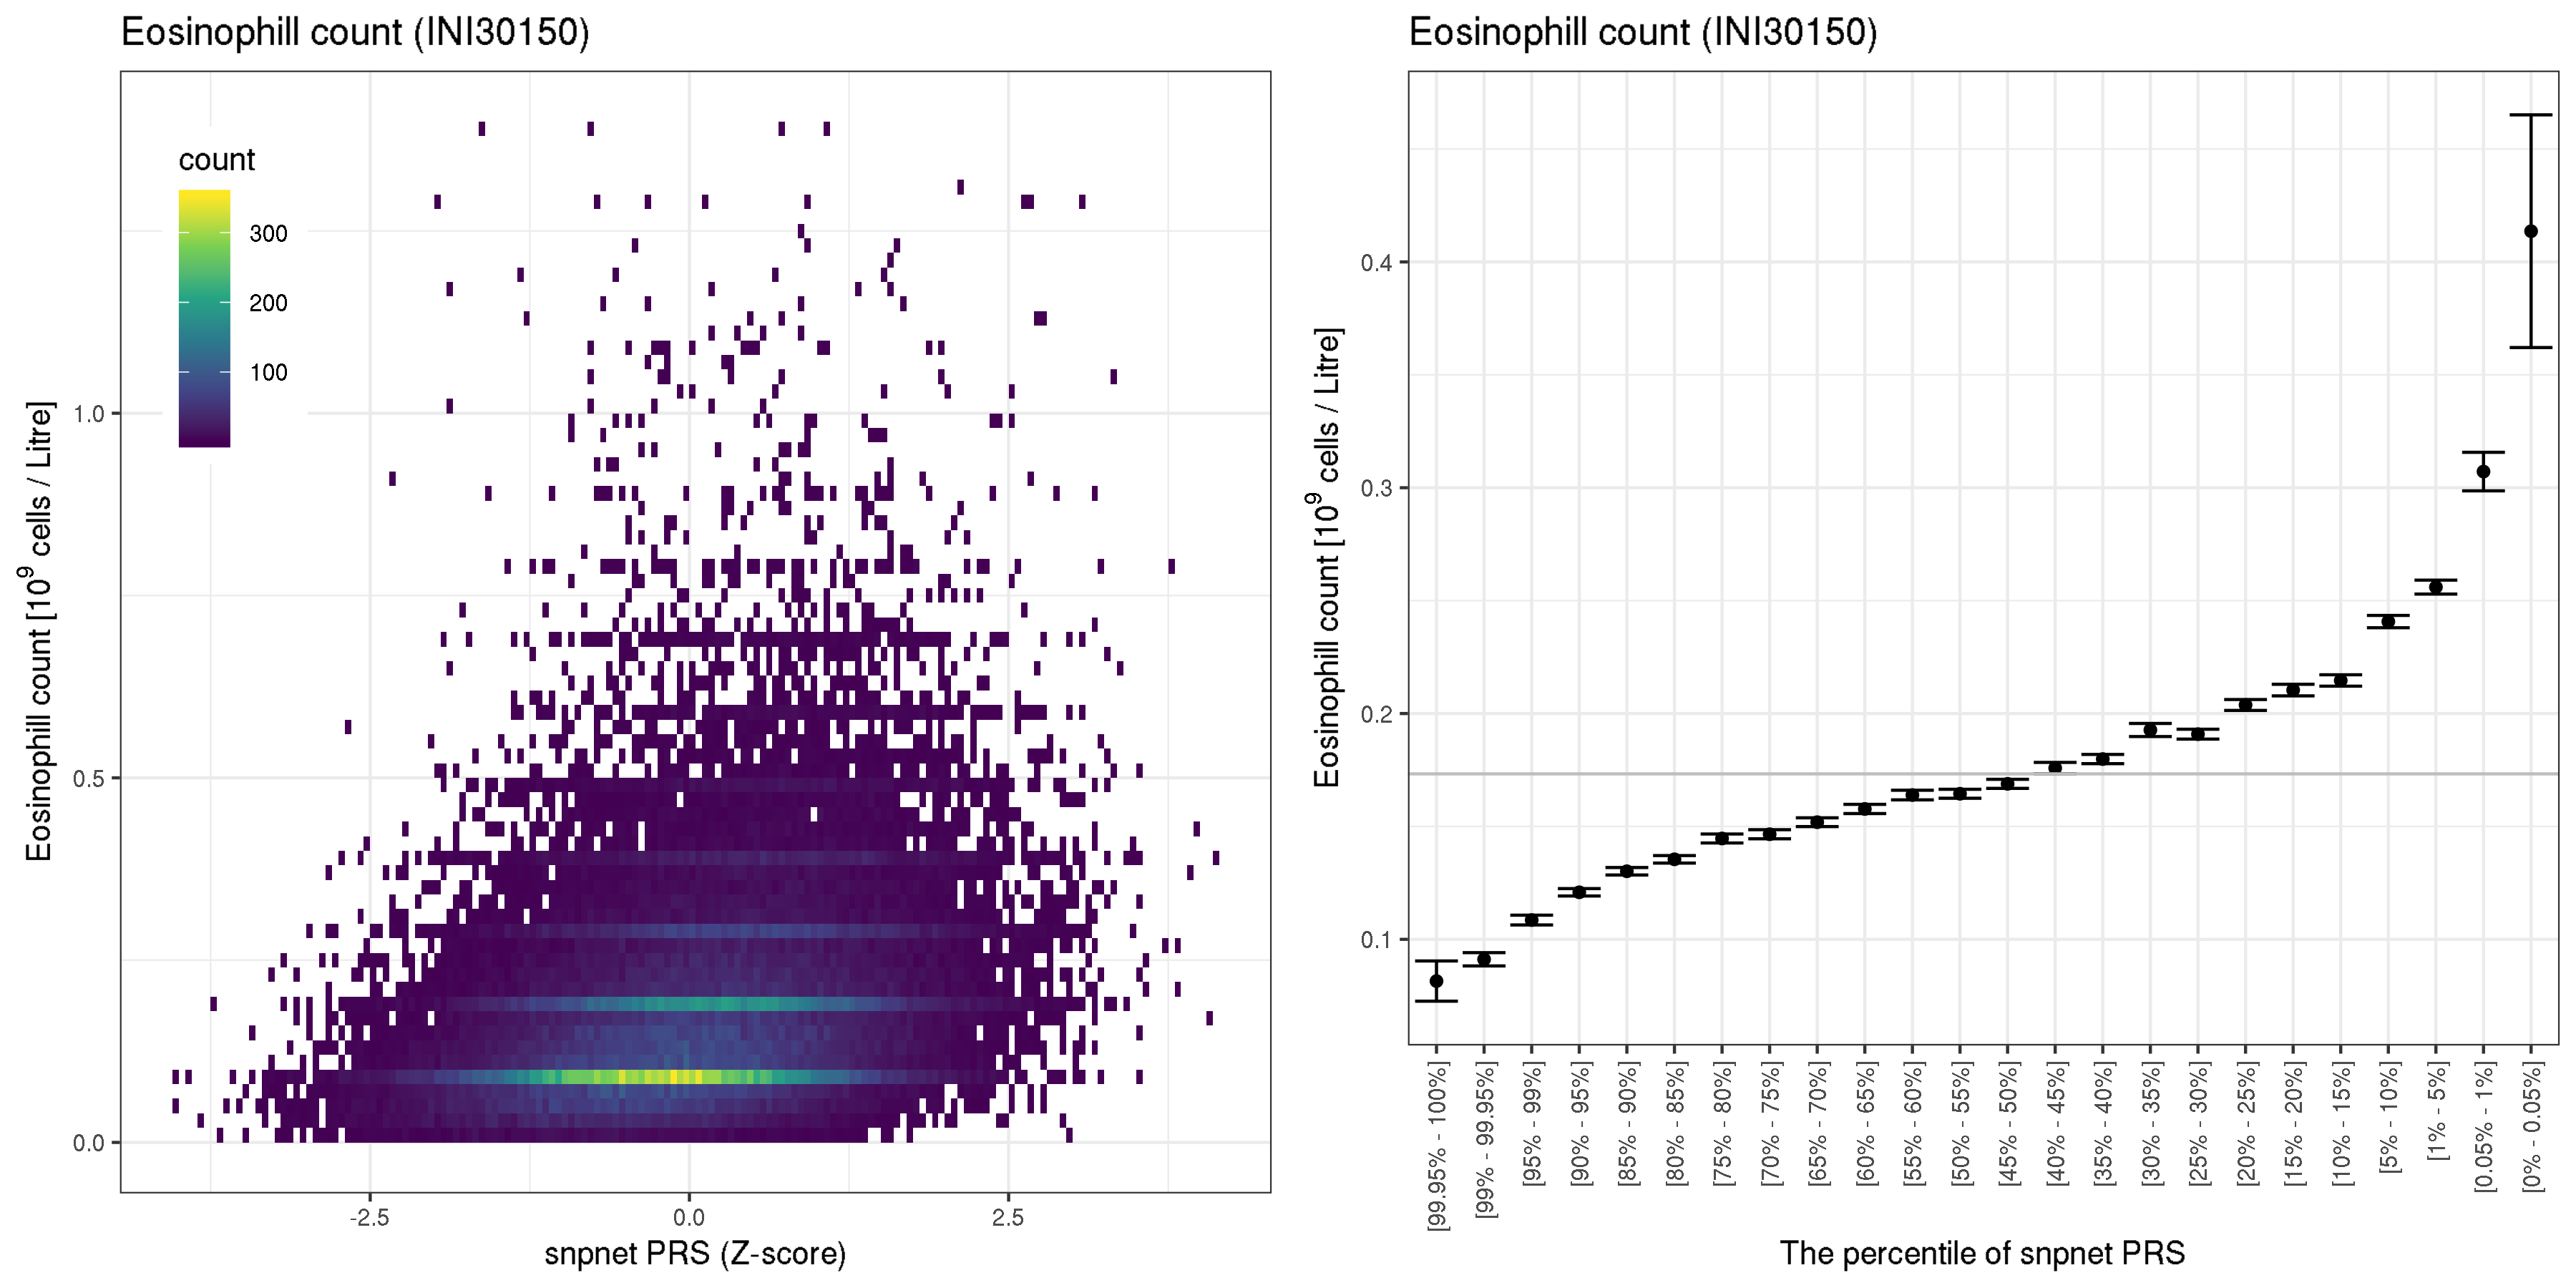 Eosinophill count (INI30150)
count
300
200
100
1.0
0.5
0.0
Eosinophill count [10⁹ cells / Litre]
-2.5
0.0
2.5
snpnet PRS (Z-score)
Eosinophill count (INI30150)
0.4
0.3
0.2
0.1
Eosinophill count [10⁹ cells / Litre]
[99.95% - 100%]
[99% - 99.95%]
[95% - 99%]
[90% - 95%]
[85% - 90%]
[80% - 85%]
[75% - 80%]
[70% - 75%]
[65% - 70%]
[60% - 65%]
[55% - 60%]
[50% - 55%]
[45% - 50%]
[40% - 45%]
[35% - 40%]
[30% - 35%]
[25% - 30%]
[20% - 25%]
[15% - 20%]
[10% - 15%]
[5% - 10%]
[1% - 5%]
[0.05% - 1%]
[0% - 0.05%]
The percentile of snpnet PRS